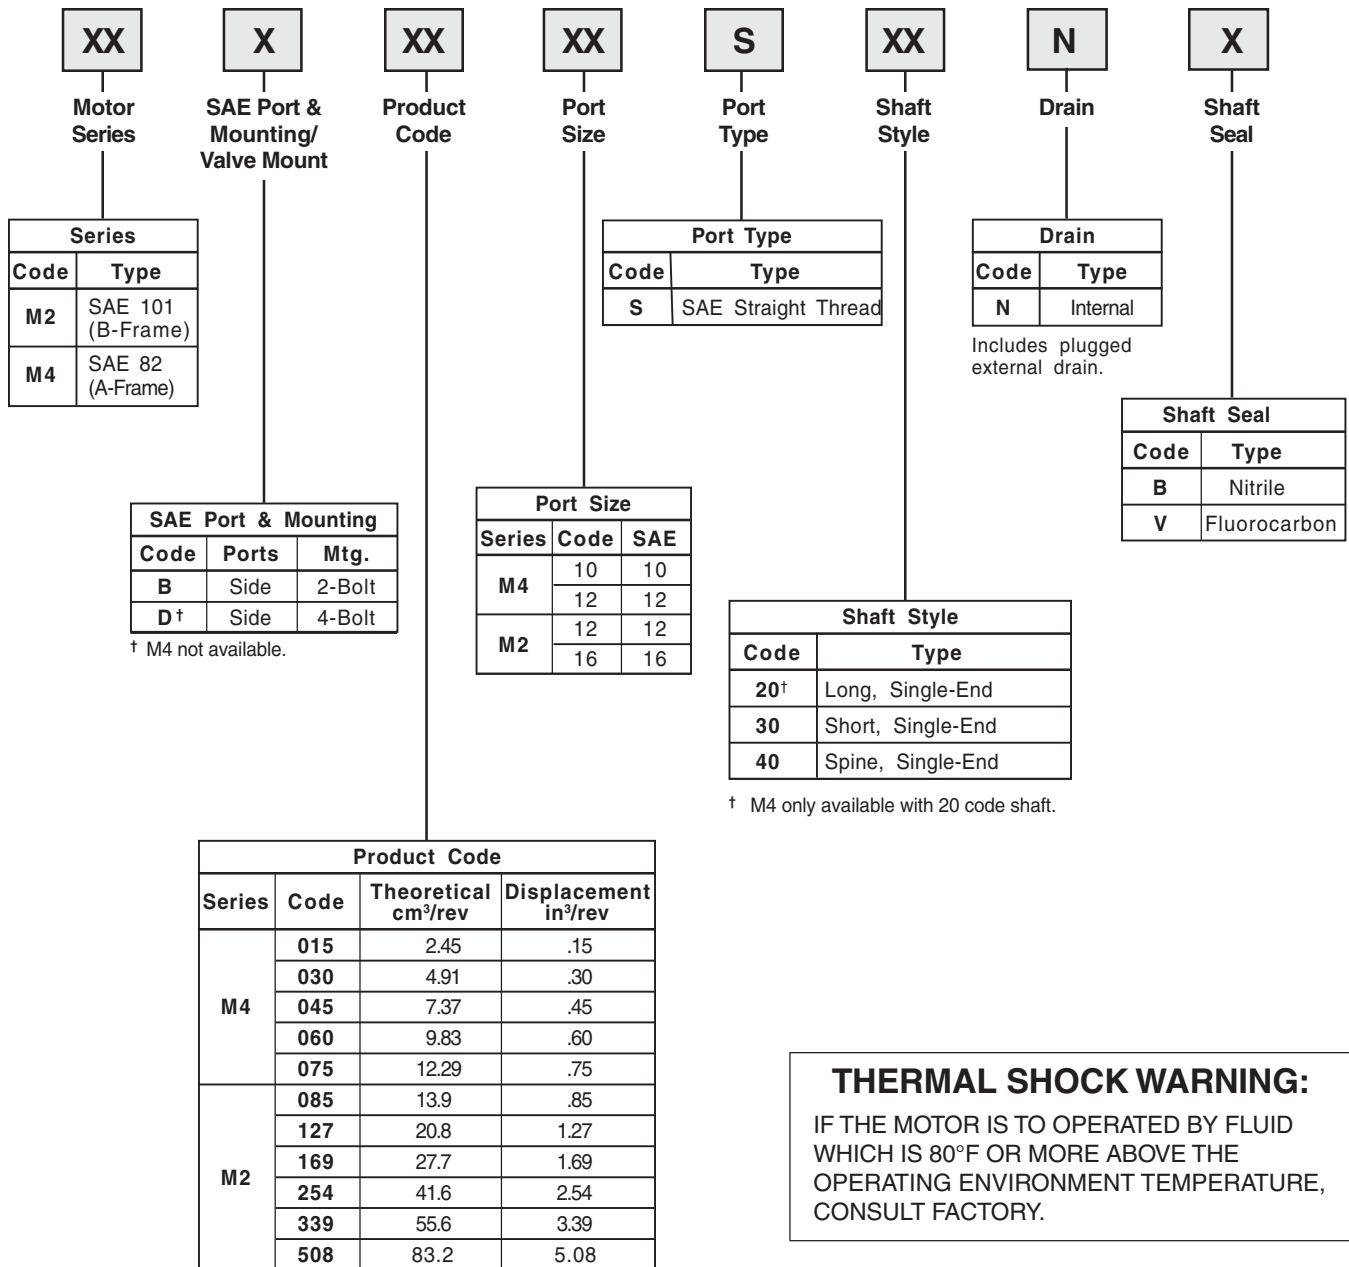 XX X XX XX S XX N X
Motor Series
SAE Port & Mounting/ Valve Mount
Product Code
Port Size
Port Type
Shaft Style
Drain
Shaft Seal
Series
Code Type
M2 SAE 101 (B-Frame)
M4 SAE 82 (A-Frame)
Port Type
Code Type
S SAE Straight Thread
Drain
Code Type
N Internal
Includes plugged
external drain.
Shaft Seal
Code Type
B Nitrile
V Fluorocarbon
SAE Port & Mounting
Code Ports Mtg.
B Side 2-Bolt
D† Side 4-Bolt
† M4 not available.
Port Size
Series Code SAE
M4 10 10
12 12
M2 12 12
16 16
Shaft Style
Code Type
20† Long, Single-End
30 Short, Single-End
40 Spine, Single-End
† M4 only available with 20 code shaft.
Product Code
Series Code Theoretical cm³/rev Displacement in³/rev
M4 015 2.45 .15
030 4.91 .30
045 7.37 .45
060 9.83 .60
075 12.29 .75
M2 085 13.9 .85
127 20.8 1.27
169 27.7 1.69
254 41.6 2.54
339 55.6 3.39
508 83.2 5.08
THERMAL SHOCK WARNING:
IF THE MOTOR IS TO OPERATED BY FLUID
WHICH IS 80°F OR MORE ABOVE THE
OPERATING ENVIRONMENT TEMPERATURE,
CONSULT FACTORY.